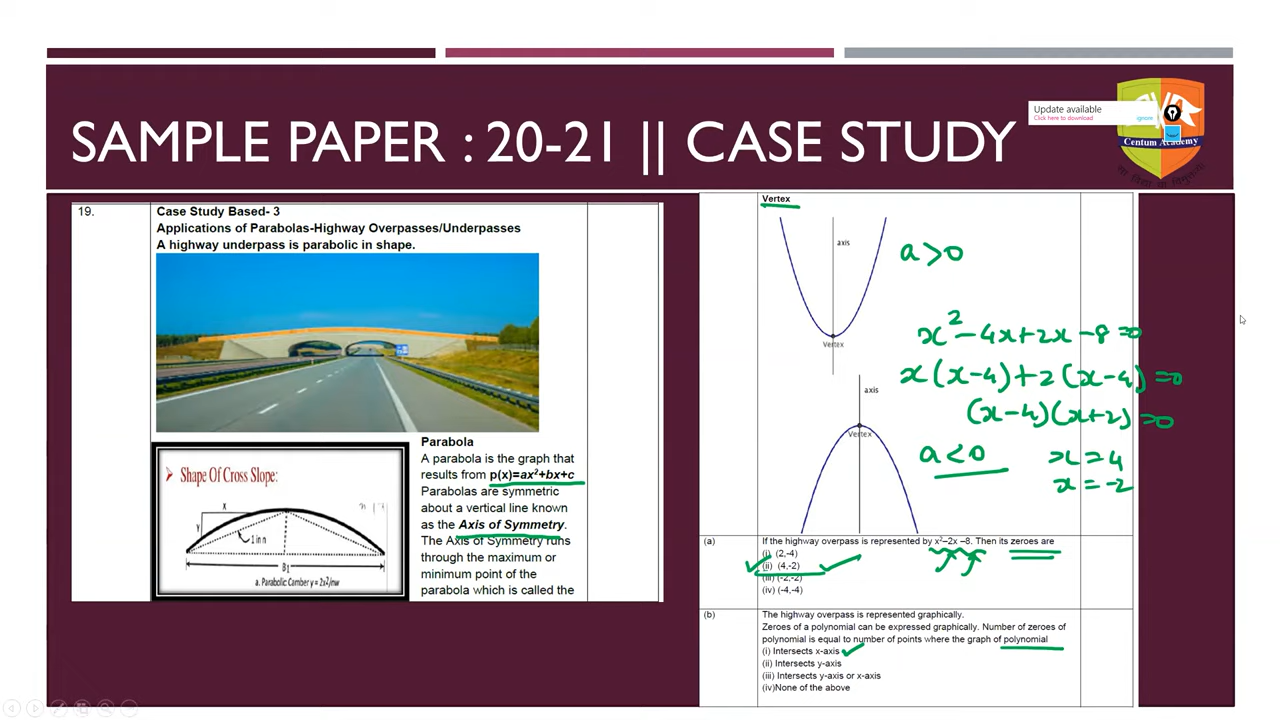 SAMPLE PAPER : 20-21 || CASE STUDY
Update available
Click here to download
ignore
Centum Academy
19.
Case Study Based- 3
Applications of Parabolas-Highway Overpasses/Underpasses
A highway underpass is parabolic in shape.
Shape Of Cross Slope:
X
Y
1 in n
B1
a. Parabolic Camber y = 2x²/nw
Parabola
A parabola is the graph that
results from p(x)=ax²+bx+c
Parabolas are symmetric
about a vertical line known
as the Axis of Symmetry.
The Axis of Symmetry runs
through the maximum or
minimum point of the
parabola which is called the
Vertex
axis
Vertex
a>0
x²-4x+2x-8=0
x(x-4)+2(x-4)=0
(x-4)(x+2)=0
axis
Vertex
a<0
x=4
x=-2
(a)
If the highway overpass is represented by x²–2x –8. Then its zeroes are
(i) (2,-4)
(ii) (4,-2)
(iii) (-2,-2)
(iv) (-4,-4)
(b)
The highway overpass is represented graphically.
Zeroes of a polynomial can be expressed graphically. Number of zeroes of
polynomial is equal to number of points where the graph of polynomial
(i) Intersects x-axis
(ii) Intersects y-axis
(iii) Intersects y-axis or x-axis
(iv)None of the above